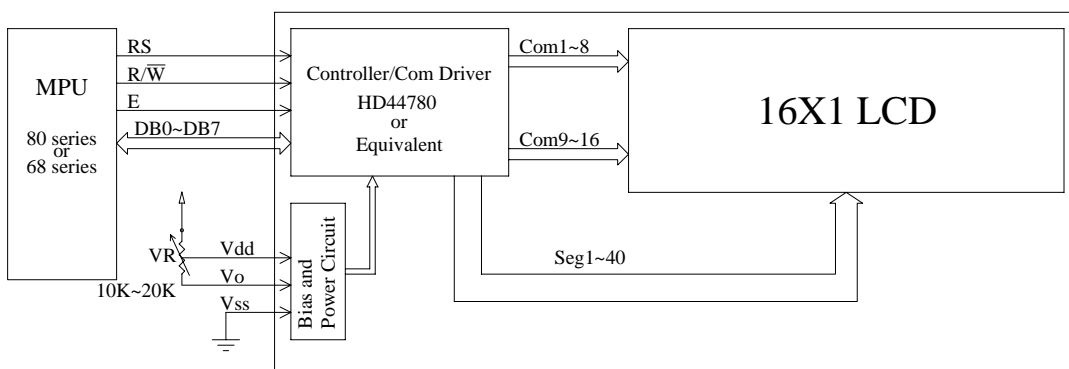 MPU
80 series
or
68 series
RS
R/W̅
E
DB0~DB7
Controller/Com Driver
HD44780
or
Equivalent
Com1~8
Com9~16
16X1 LCD
Seg1~40
VR
10K~20K
Vdd
Vo
Vss
Bias and
Power Circuit